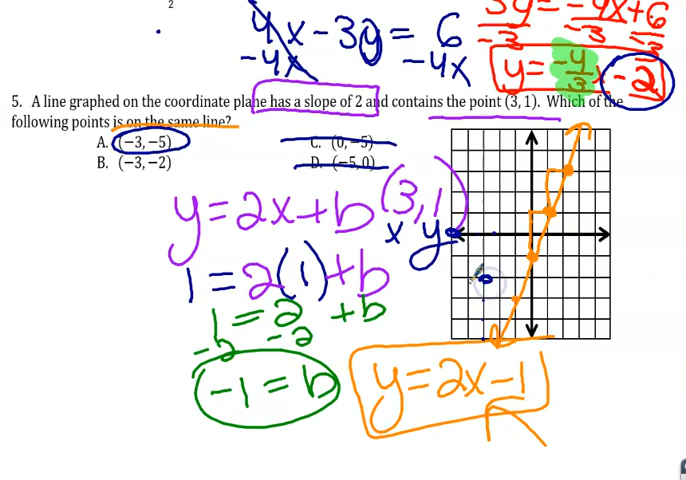 2
4x - 3y = 6
-4x -4x
3y = -4x + 6
-3 -3 -3
y = -4/3 x - 2
5. A line graphed on the coordinate plane has a slope of 2 and contains the point (3, 1). Which of the
following points is on the same line?
A. (−3, −5) C. (0, −5)
B. (−3, −2) D. (−5, 0)
y = 2x + b (3, 1)
x y
1 = 2(1) + b
1 = 2 + b
-2 -2
-1 = b
y = 2x - 1